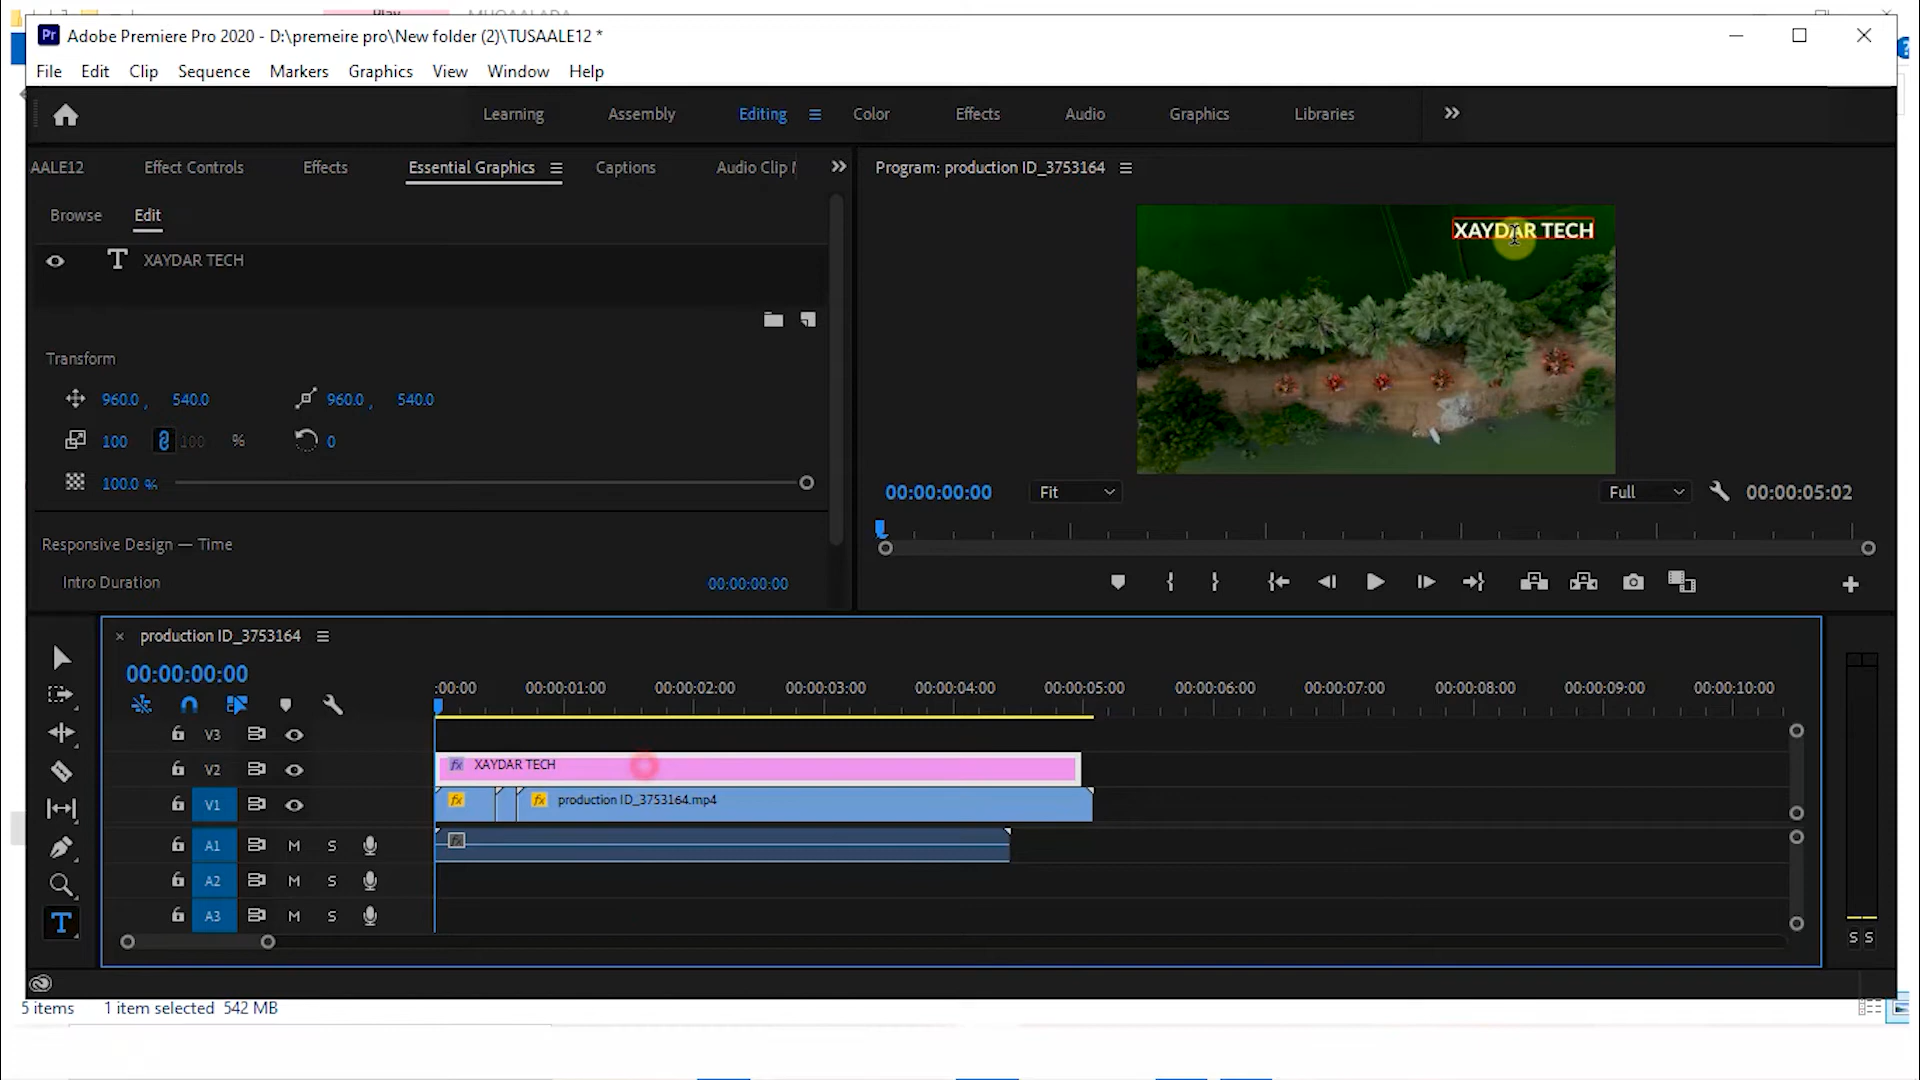 Adobe Premiere Pro 2020 - D:\premeire pro\New folder (2)\TUSAALE12 *
File Edit Clip Sequence Markers Graphics View Window Help
Learning Assembly Editing Color Effects Audio Graphics Libraries
AALE12 Effect Controls Effects Essential Graphics Captions Audio Clip M
Program: production ID_3753164
Browse Edit
XAYDAR TECH
XAYDAR TECH
Transform
960.0 , 540.0 960.0 , 540.0
100 100 % 0
100.0 %
00:00:00:00 Fit Full 00:00:05:02
Responsive Design — Time
Intro Duration 00:00:00:00
production ID_3753164
00:00:00:00
:00:00 00:00:01:00 00:00:02:00 00:00:03:00 00:00:04:00 00:00:05:00 00:00:06:00 00:00:07:00 00:00:08:00 00:00:09:00 00:00:10:00
V3
V2 fx XAYDAR TECH
V1 fx fx production ID_3753164.mp4
A1 M S fx
A2 M S
A3 M S
S S
5 items 1 item selected 542 MB